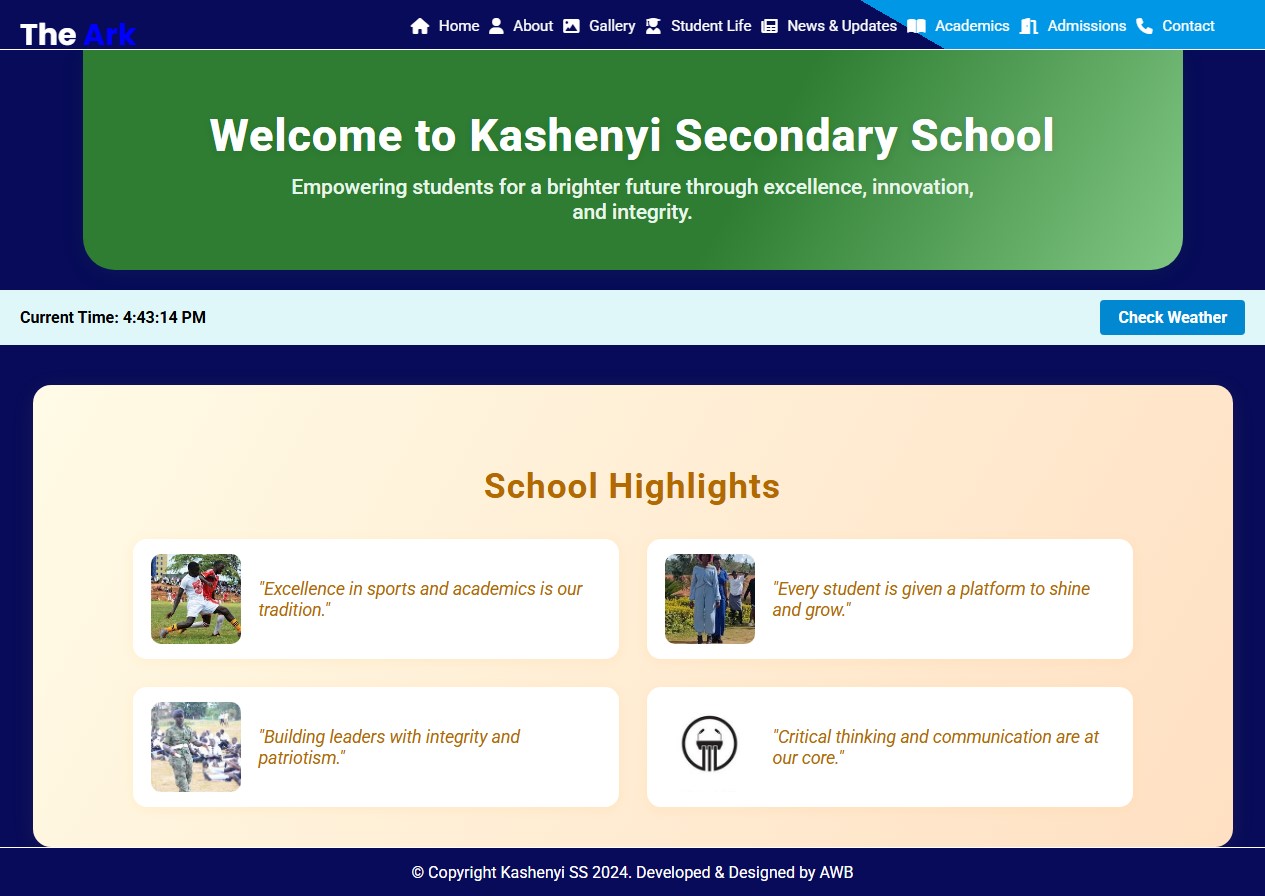 The Ark
Home About Gallery Student Life News & Updates Academics Admissions Contact
Welcome to Kashenyi Secondary School
Empowering students for a brighter future through excellence, innovation,
and integrity.
Current Time: 4:43:14 PM
Check Weather
School Highlights
"Excellence in sports and academics is our
tradition."
"Every student is given a platform to shine
and grow."
"Building leaders with integrity and
patriotism."
"Critical thinking and communication are at
our core."
© Copyright Kashenyi SS 2024. Developed & Designed by AWB